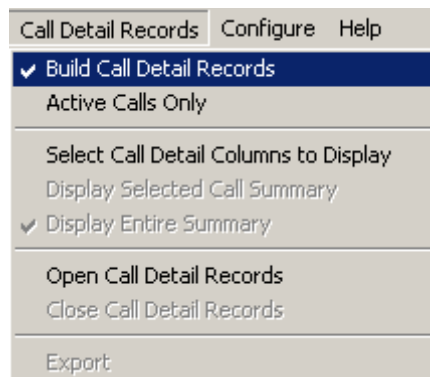 Call Detail Records Configure Help
Build Call Detail Records
Active Calls Only
Select Call Detail Columns to Display
Display Selected Call Summary
Display Entire Summary
Open Call Detail Records
Close Call Detail Records
Export